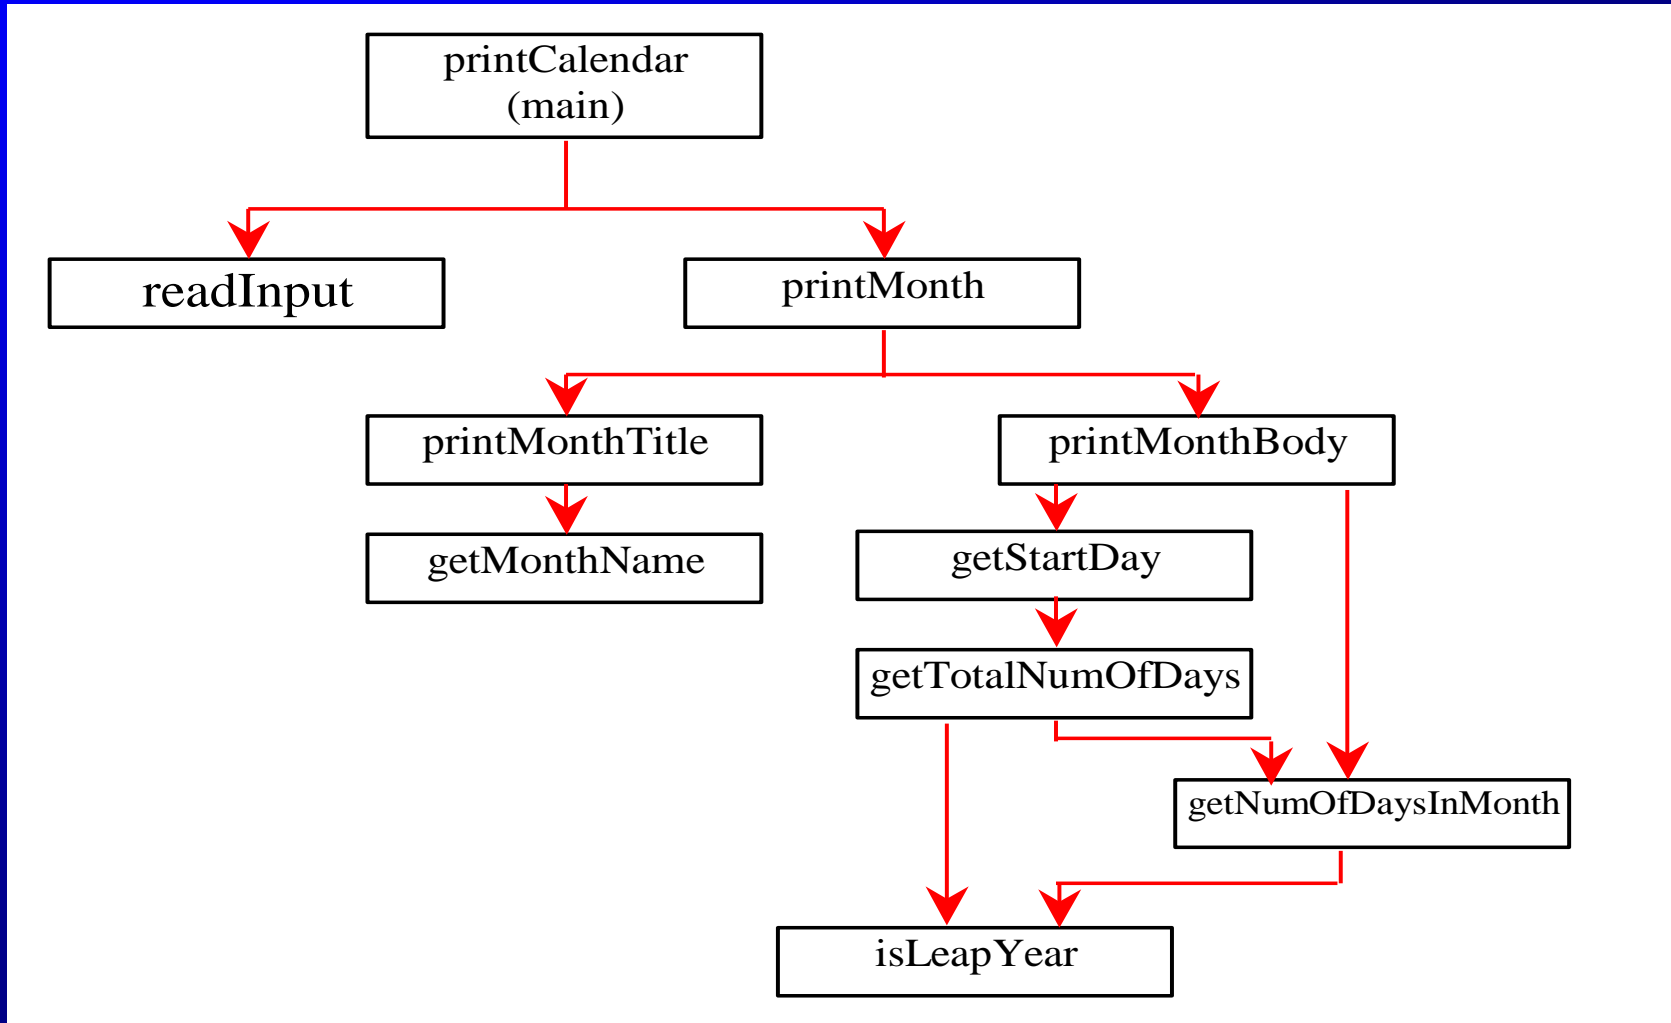 printCalendar
(main)
readInput
printMonth
printMonthTitle
printMonthBody
getMonthName
getStartDay
getTotalNumOfDays
getNumOfDaysInMonth
isLeapYear